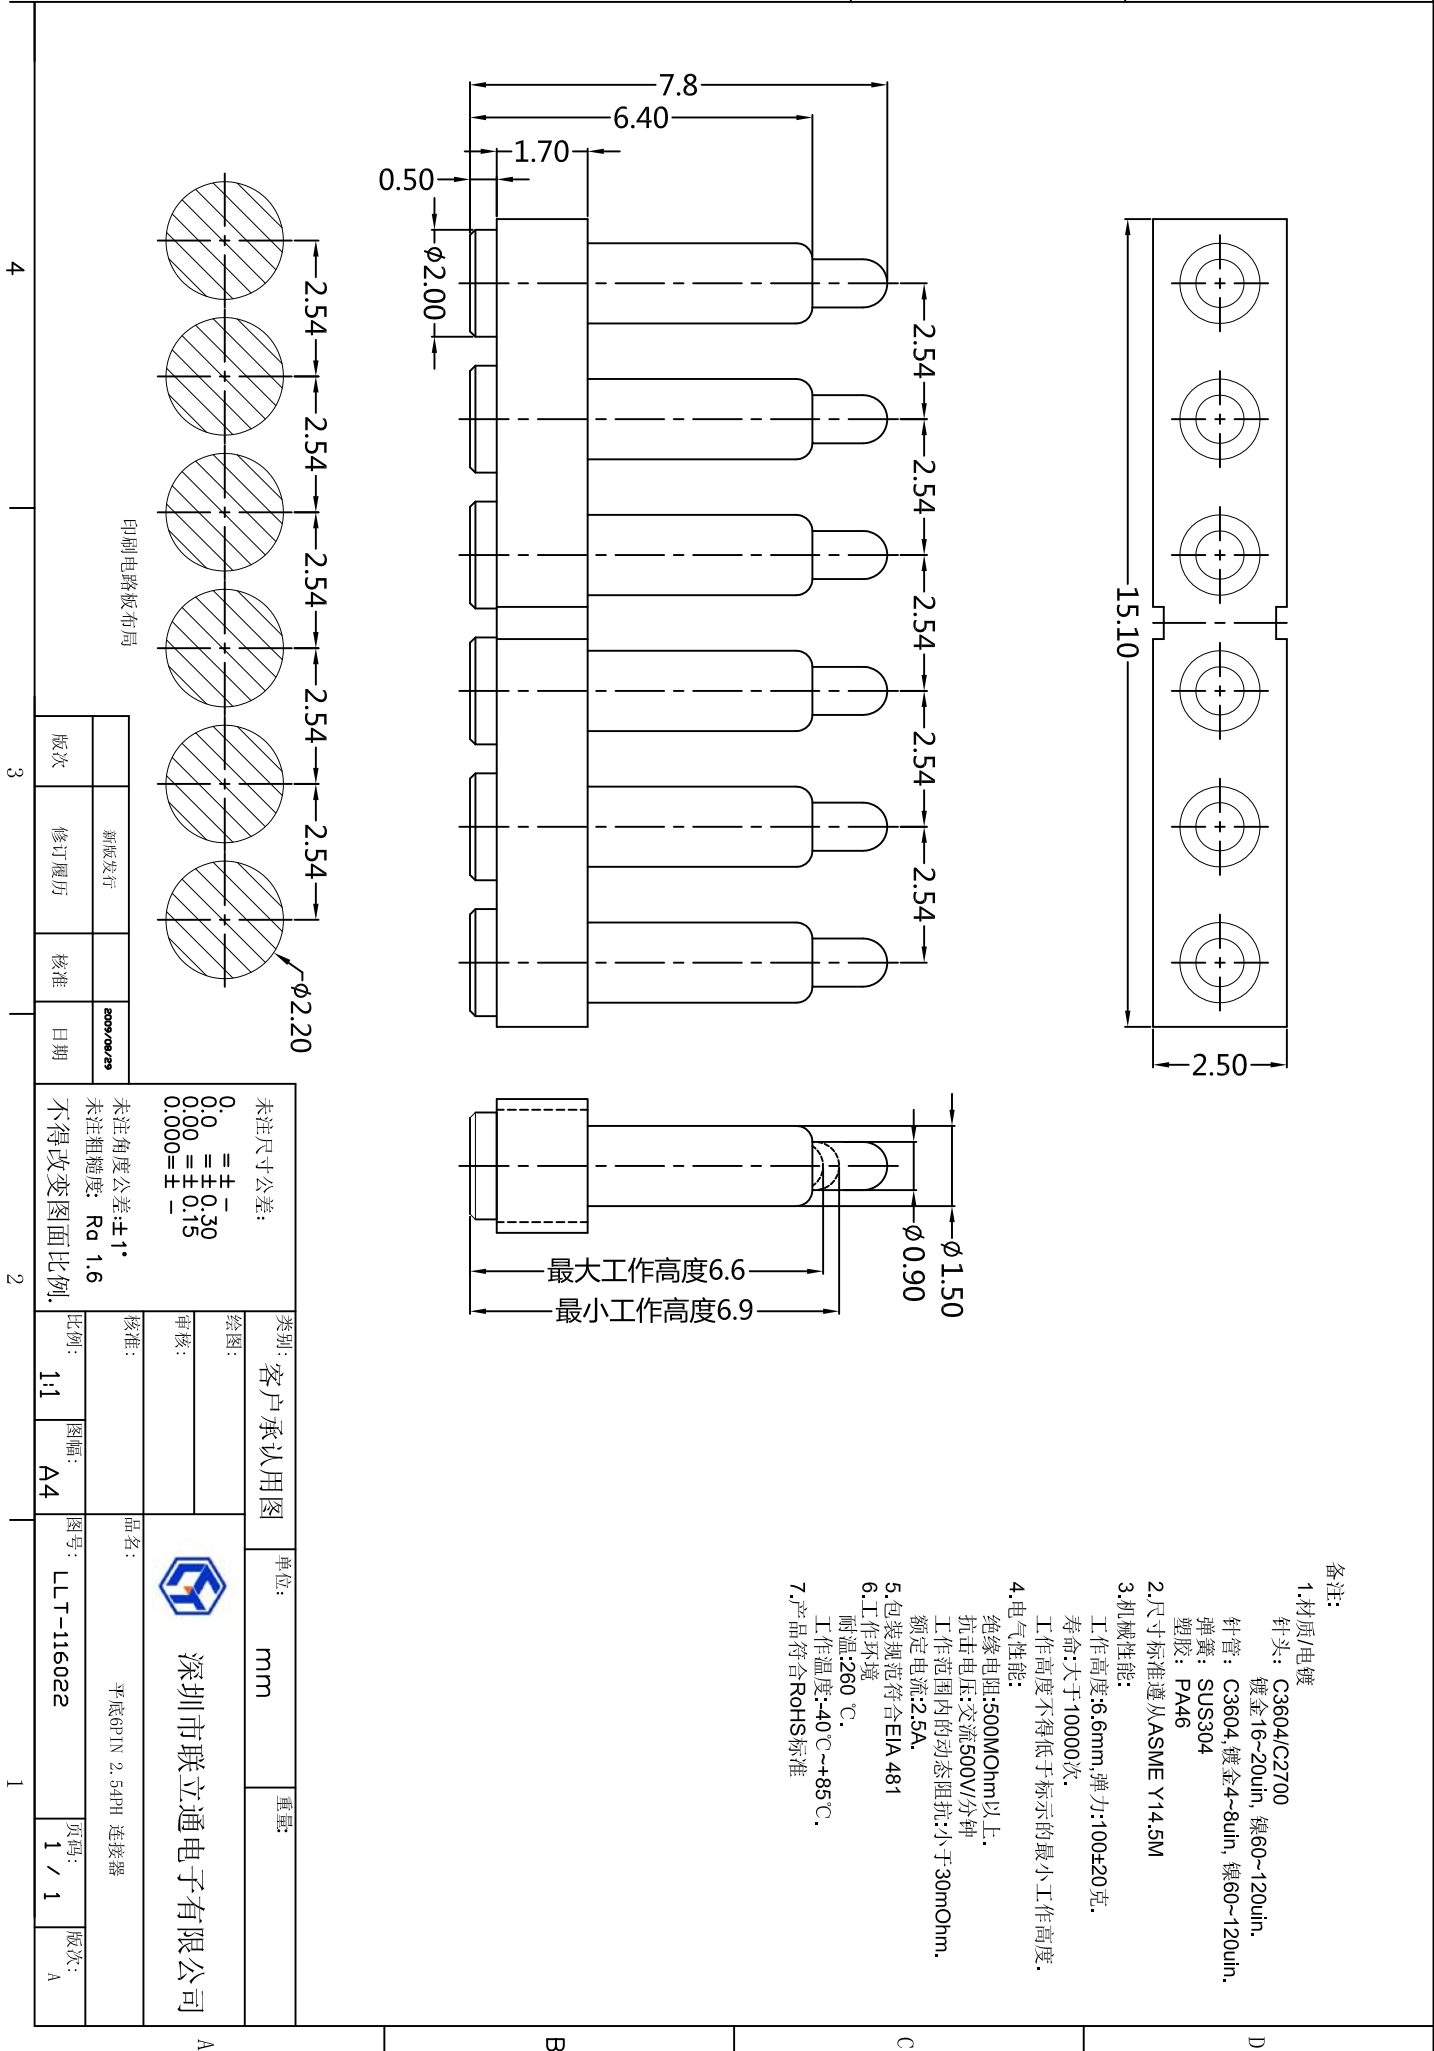 备注:
1.材质/电镀
针头: C3604/C2700
镀金16~20uin, 镍60~120uin.
针管: C3604,镀金4~8uin, 镍60~120uin.
弹簧: SUS304
塑胶: PA46
2.尺寸标准遵从ASME Y14.5M
3.机械性能:
工作高度:6.6mm,弹力:100±20克.
寿命:大于10000次.
工作高度不得低于标示的最小工作高度.
4.电气性能:
绝缘电阻:500MOhm以上.
抗击电压:交流500V/分钟
工作范围内的动态阻抗:小于30mOhm.
额定电流:2.5A.
5.包装规范符合EIA 481
6.工作环境
耐温:260 ℃.
工作温度:-40℃~+85℃.
7.产品符合RoHS标准
15.10
2.50
2.54
2.54
2.54
2.54
2.54
7.8
6.40
1.70
0.50
ø2.00
ø1.50
ø0.90
最大工作高度6.6
最小工作高度6.9
2.54
2.54
2.54
2.54
2.54
ø2.20
印刷电路板布局
新版发行
2009/08/29
版次
修订履历
核准
日期
未注尺寸公差:
0. =±-
0.0 =±0.30
0.00 =±0.15
0.000=±-
未注角度公差:±1°
未注粗糙度: Ra 1.6
不得改变图面比例.
类别: 客户承认用图
单位: mm
重量:
绘图:
审核:
核准:
深圳市联立通电子有限公司
品名:
平底6PIN 2.54PH 连接器
比例: 1:1
图幅: A4
图号: LLT-116022
页码: 1 / 1
版次: A
4
3
2
1
D
C
B
A